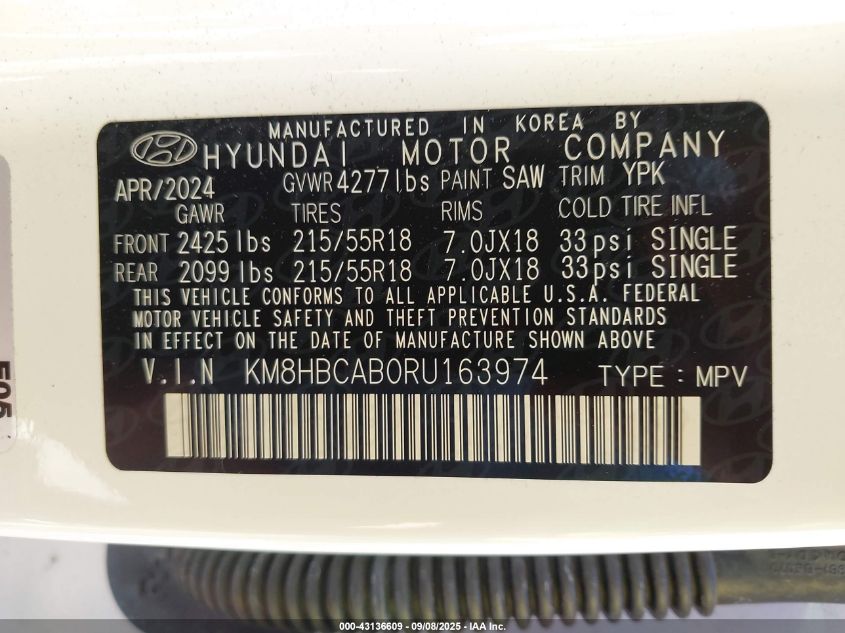 MANUFACTURED IN KOREA BY
HYUNDAI MOTOR COMPANY
APR/2024 GVWR 4277lbs PAINT SAW TRIM YPK
GAWR TIRES RIMS COLD TIRE INFL
FRONT 2425 lbs 215/55R18 7.0JX18 33psi SINGLE
REAR 2099 lbs 215/55R18 7.0JX18 33psi SINGLE
THIS VEHICLE CONFORMS TO ALL APPLICABLE U.S.A. FEDERAL
MOTOR VEHICLE SAFETY AND THEFT PREVENTION STANDARDS
IN EFFECT ON THE DATE OF MANUFACTURE SHOWN ABOVE
V.I.N KM8HBCAB0RU163974 TYPE : MPV
000-43136609 - 09/08/2025 - IAA Inc.